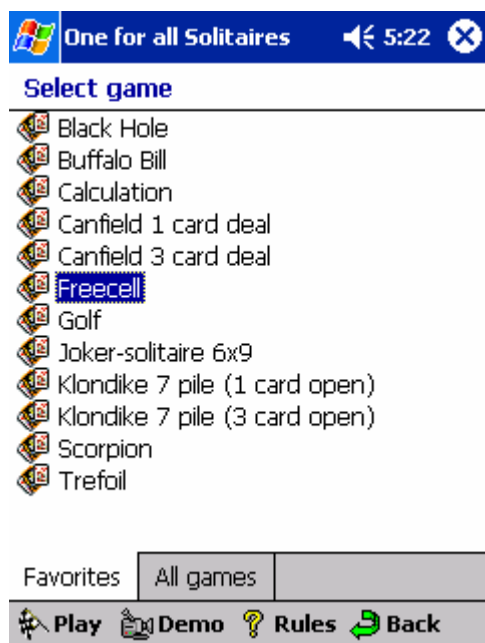 One for all Solitaires 5:22
Select game
Black Hole
Buffalo Bill
Calculation
Canfield 1 card deal
Canfield 3 card deal
Freecell
Golf
Joker-solitaire 6x9
Klondike 7 pile (1 card open)
Klondike 7 pile (3 card open)
Scorpion
Trefoil
Favorites All games
Play Demo Rules Back